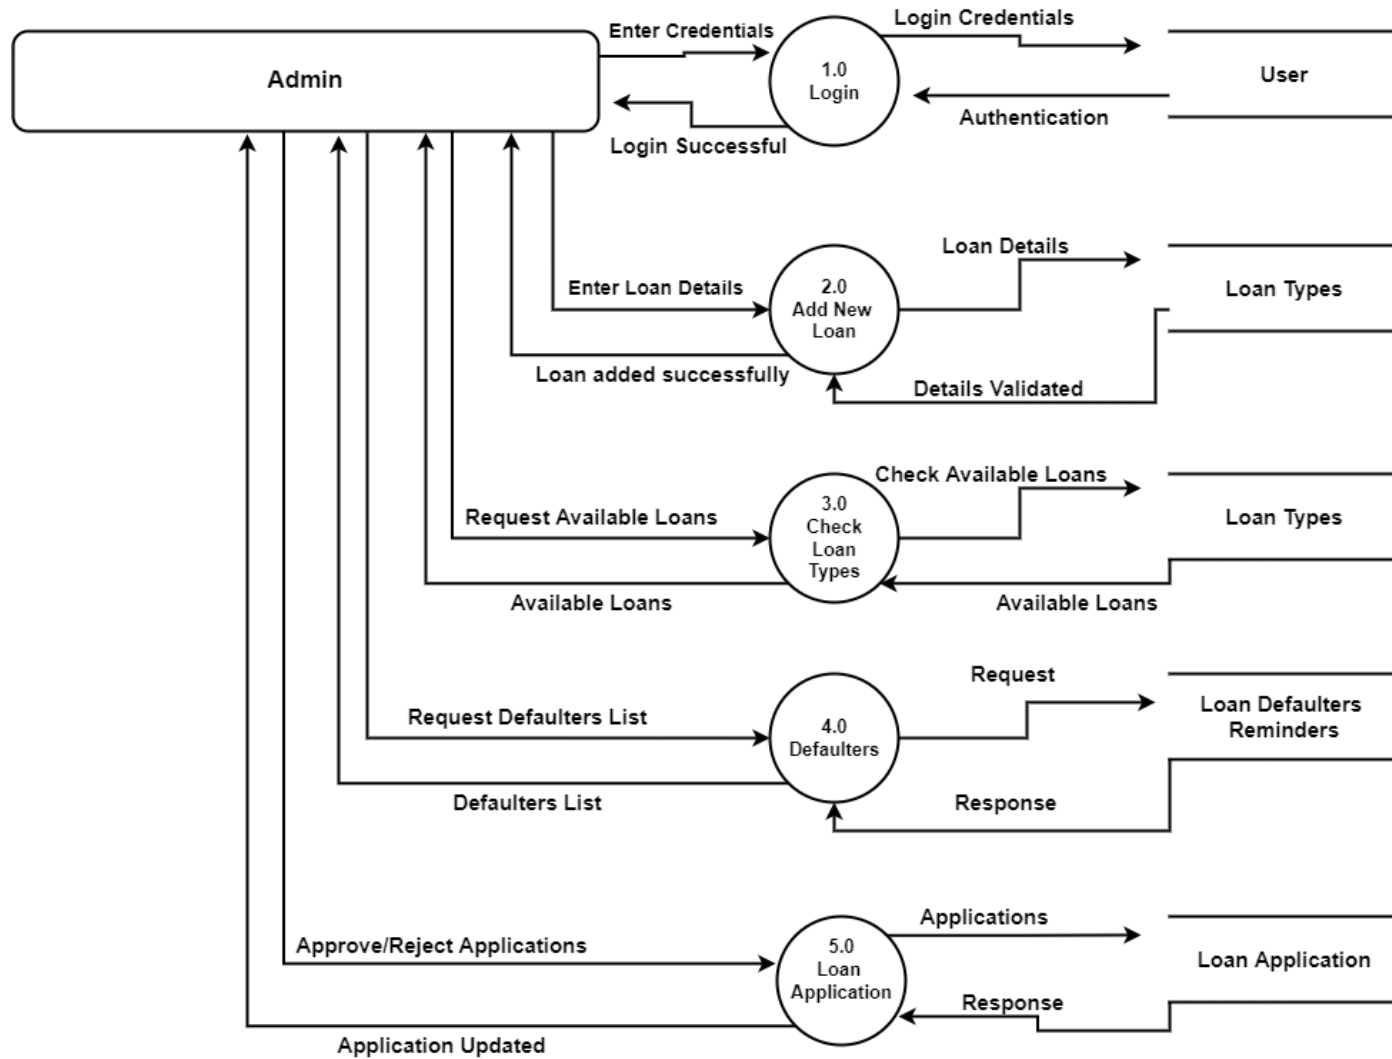 Enter Credentials
Login Credentials
Admin
1.0
Login
User
Login Successful
Authentication
Enter Loan Details
2.0
Add New
Loan
Loan Details
Loan Types
Loan added successfully
Details Validated
Request Available Loans
3.0
Check
Loan
Types
Check Available Loans
Loan Types
Available Loans
Available Loans
Request Defaulters List
4.0
Defaulters
Request
Loan Defaulters
Reminders
Defaulters List
Response
Approve/Reject Applications
5.0
Loan
Application
Applications
Loan Application
Response
Application Updated